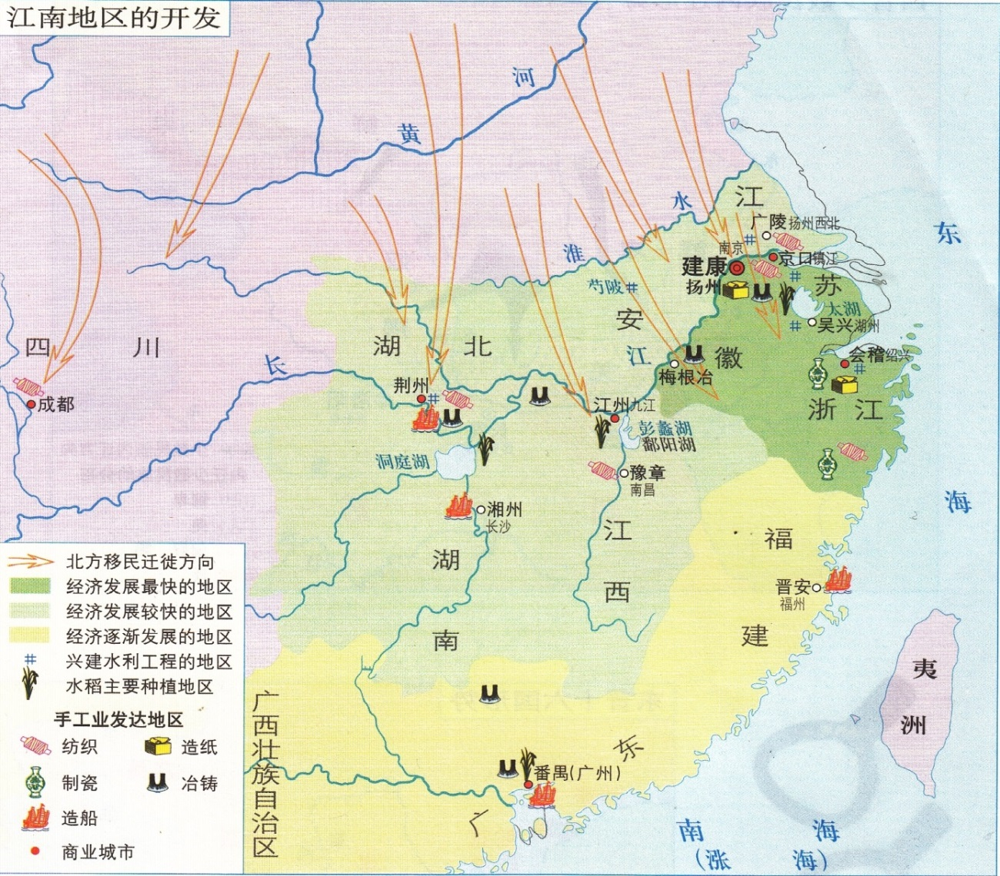 江南地区的开发
河
黄
水
江
广陵 扬州西北
淮
南京
建康
京口 镇江
扬州
苏
芍陂
太湖
安
吴兴 湖州
东
四
川
湖
北
江
徽
会稽 绍兴
长
梅根冶
荆州
成都
江州 九江
浙
江
彭蠡湖
鄱阳湖
洞庭湖
豫章
南昌
海
湘州
长沙
江
福
湖
西
晋安
福州
南
建
夷
洲
广西壮族自治区
东
番禺(广州)
广
南
海
(涨
海)
北方移民迁徙方向
经济发展最快的地区
经济发展较快的地区
经济逐渐发展的地区
兴建水利工程的地区
水稻主要种植地区
手工业发达地区
纺织
造纸
制瓷
冶铸
造船
商业城市